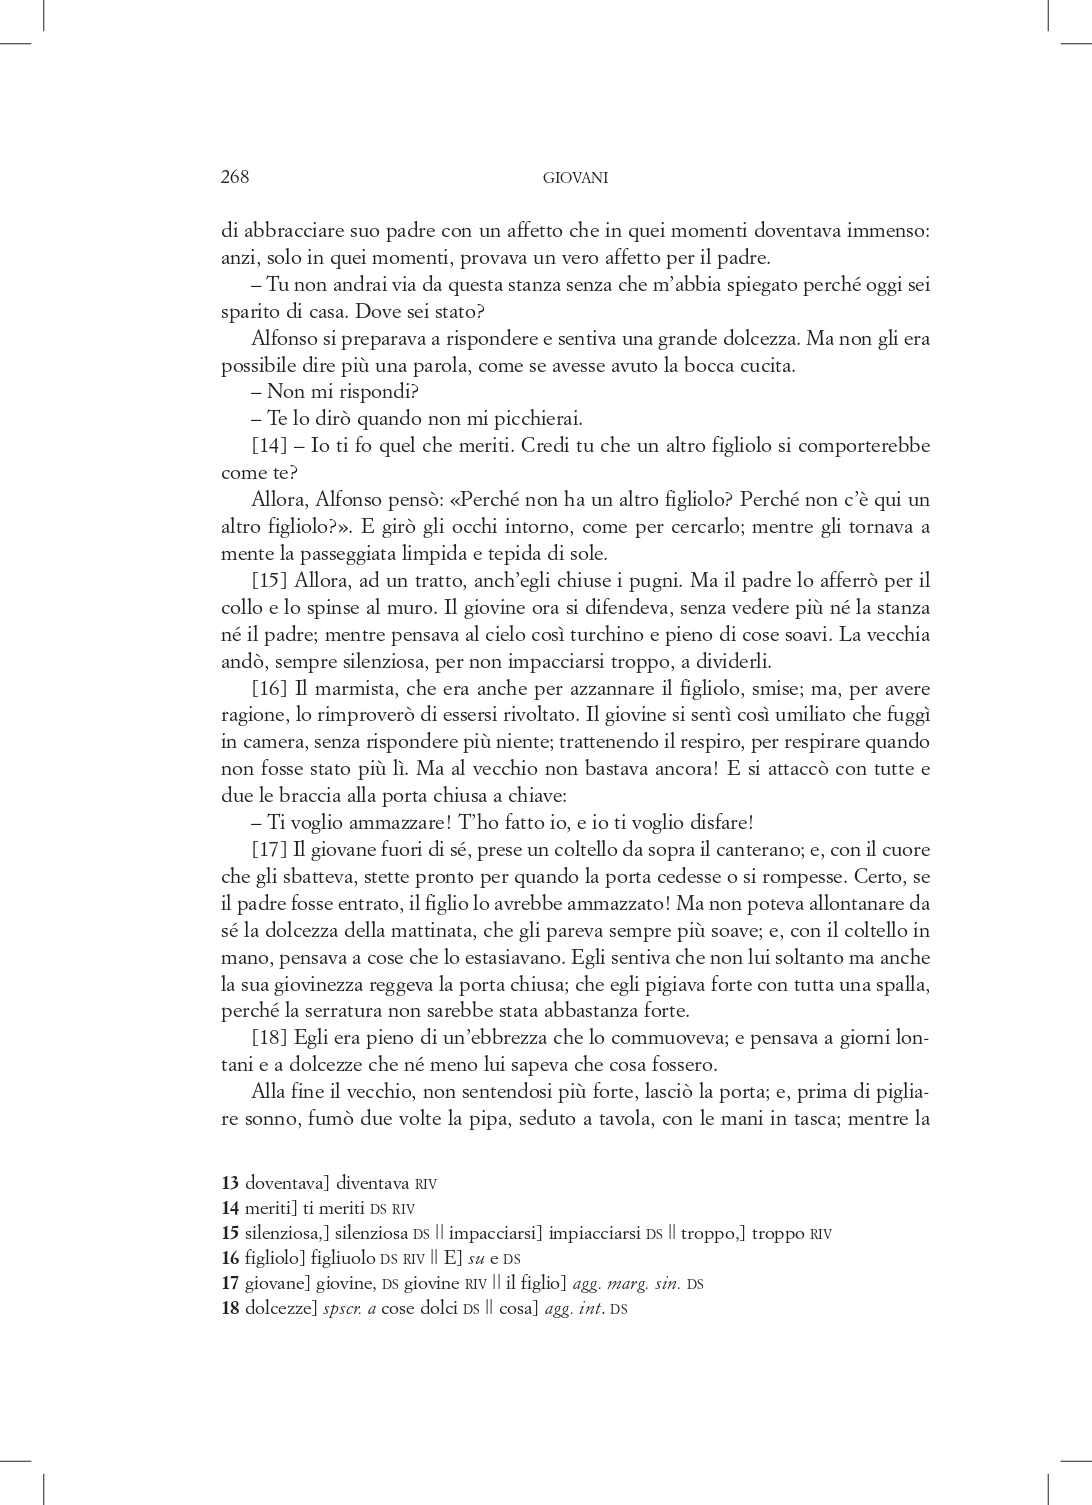 268
GIOVANI
di abbracciare suo padre con un affetto che in quei momenti doventava immenso:
anzi, solo in quei momenti, provava un vero affetto per il padre.
– Tu non andrai via da questa stanza senza che m’abbia spiegato perché oggi sei
sparito di casa. Dove sei stato?
Alfonso si preparava a rispondere e sentiva una grande dolcezza. Ma non gli era
possibile dire più una parola, come se avesse avuto la bocca cucita.
– Non mi rispondi?
– Te lo dirò quando non mi picchierai.
[14] – Io ti fo quel che meriti. Credi tu che un altro figliolo si comporterebbe
come te?
Allora, Alfonso pensò: «Perché non ha un altro figliolo? Perché non c’è qui un
altro figliolo?». E girò gli occhi intorno, come per cercarlo; mentre gli tornava a
mente la passeggiata limpida e tepida di sole.
[15] Allora, ad un tratto, anch’egli chiuse i pugni. Ma il padre lo afferrò per il
collo e lo spinse al muro. Il giovine ora si difendeva, senza vedere più né la stanza
né il padre; mentre pensava al cielo così turchino e pieno di cose soavi. La vecchia
andò, sempre silenziosa, per non impacciarsi troppo, a dividerli.
[16] Il marmista, che era anche per azzannare il figliolo, smise; ma, per avere
ragione, lo rimproverò di essersi rivoltato. Il giovine si sentì così umiliato che fuggì
in camera, senza rispondere più niente; trattenendo il respiro, per respirare quando
non fosse stato più lì. Ma al vecchio non bastava ancora! E si attaccò con tutte e
due le braccia alla porta chiusa a chiave:
– Ti voglio ammazzare! T’ho fatto io, e io ti voglio disfare!
[17] Il giovane fuori di sé, prese un coltello da sopra il canterano; e, con il cuore
che gli sbatteva, stette pronto per quando la porta cedesse o si rompesse. Certo, se
il padre fosse entrato, il figlio lo avrebbe ammazzato! Ma non poteva allontanare da
sé la dolcezza della mattinata, che gli pareva sempre più soave; e, con il coltello in
mano, pensava a cose che lo estasiavano. Egli sentiva che non lui soltanto ma anche
la sua giovinezza reggeva la porta chiusa; che egli pigiava forte con tutta una spalla,
perché la serratura non sarebbe stata abbastanza forte.
[18] Egli era pieno di un’ebbrezza che lo commuoveva; e pensava a giorni lon-
tani e a dolcezze che né meno lui sapeva che cosa fossero.
Alla fine il vecchio, non sentendosi più forte, lasciò la porta; e, prima di piglia-
re sonno, fumò due volte la pipa, seduto a tavola, con le mani in tasca; mentre la
13 doventava] diventava RIV
14 meriti] ti meriti DS RIV
15 silenziosa,] silenziosa DS || impacciarsi] impiacciarsi DS || troppo,] troppo RIV
16 figliolo] figliuolo DS RIV || E] su e DS
17 giovane] giovine, DS giovine RIV || il figlio] agg. marg. sin. DS
18 dolcezze] spscr. a cose dolci DS || cosa] agg. int. DS